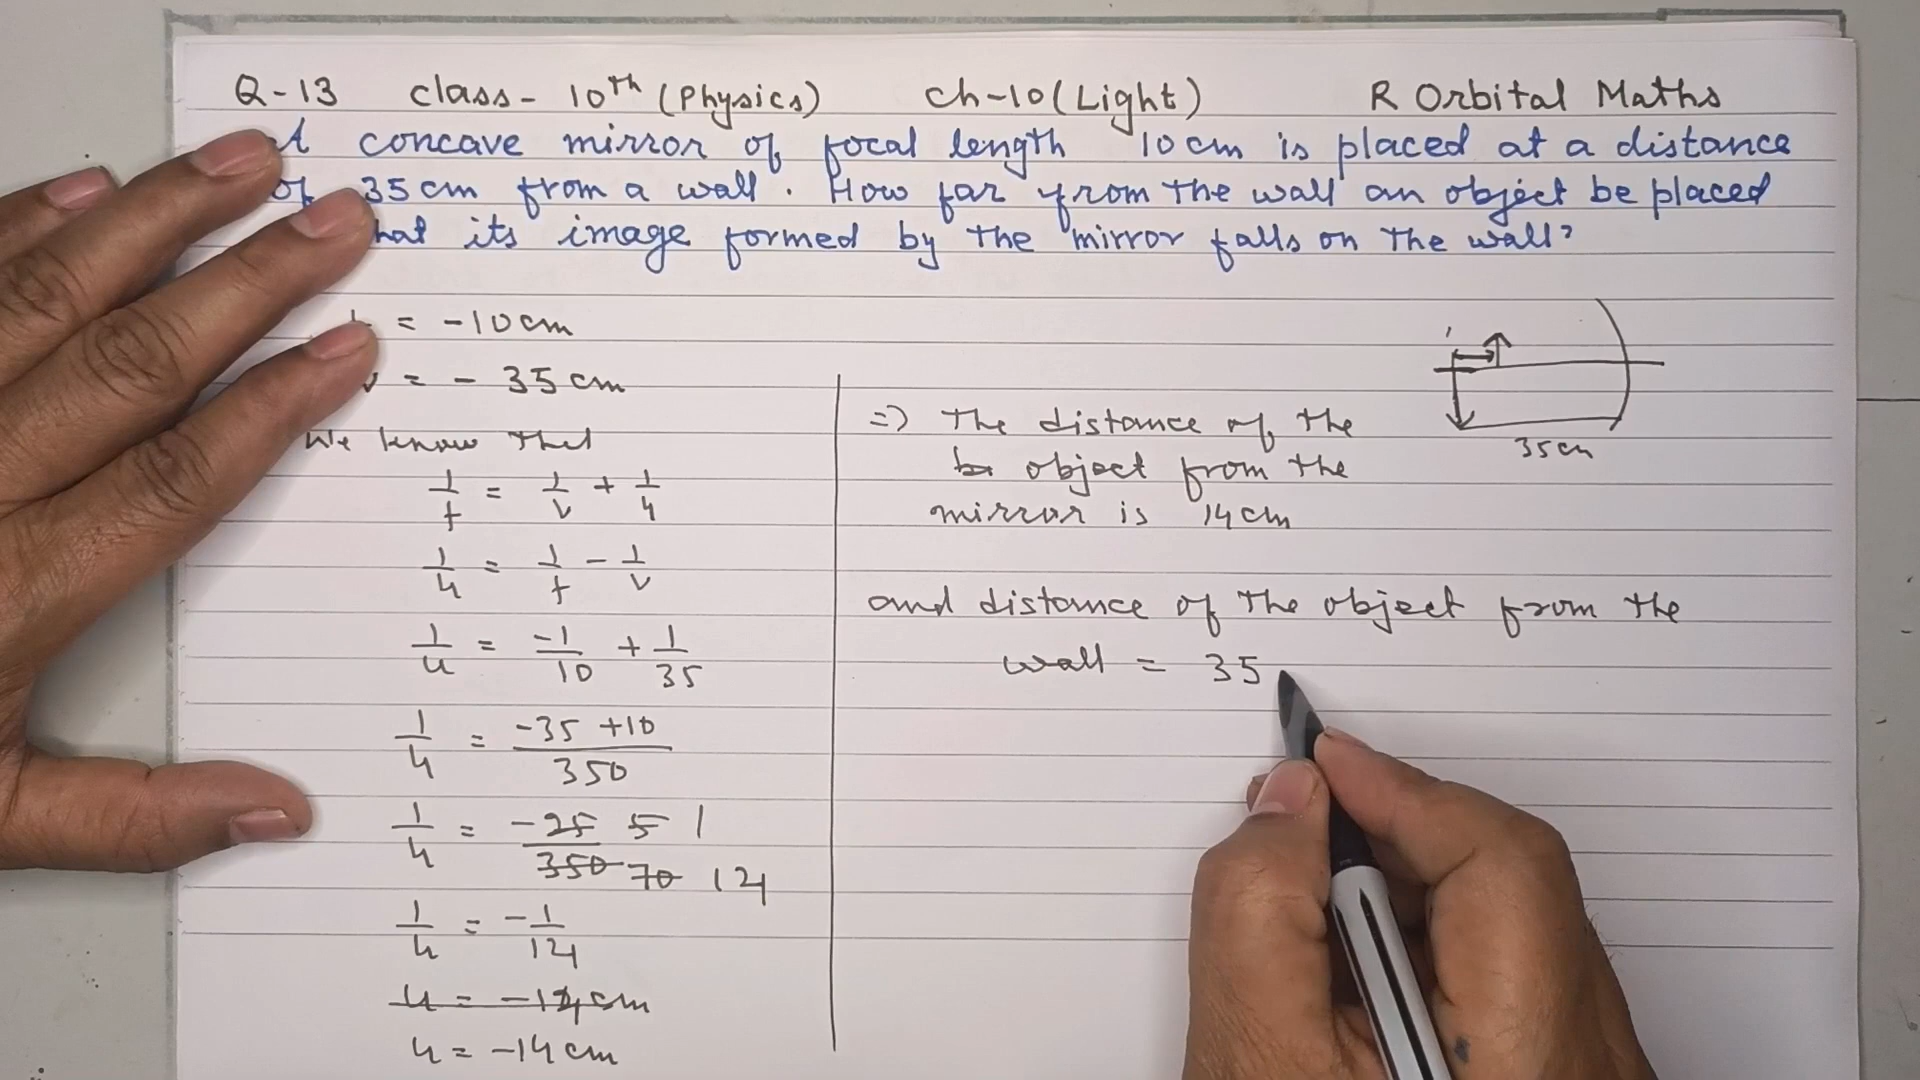 Q-13 class- 10th (Physics) Ch-10 (Light) R Orbital Maths
A concave mirror of focal length 10 cm is placed at a distance
of 35 cm from a wall. How far from the wall an object be placed
hat its image formed by the mirror falls on the wall?
= -10 cm
v = - 35 cm
We know that
1/f = 1/v + 1/u
1/u = 1/f - 1/v
1/u = -1/10 + 1/35
1/u = -35 +10/350
1/u = -25/350 5/70 1/14
1/u = -1/14
u = -14 cm
u = -14 cm
=) The distance of the
object from the
mirror is 14 cm
and distance of the object from the
wall = 35
35 cm